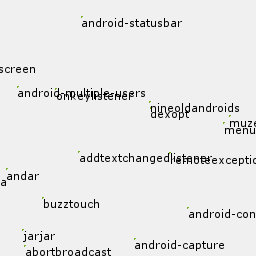 android-statusbar
screen
android-multiple-users
onkeylistener
nineoldandroids
dexopt
muze
menu
addtextchangedlistener
remoteexceptio
andar
a
buzztouch
android-con
jarjar
android-capture
abortbroadcast